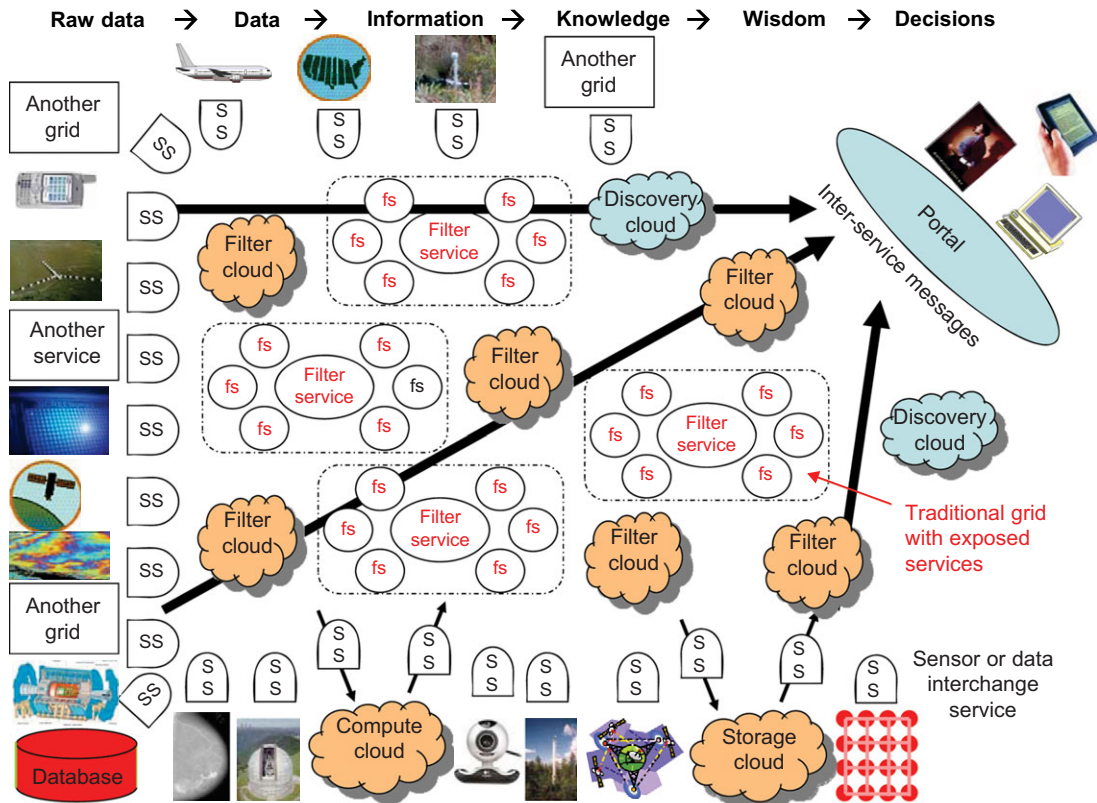 Raw data → Data → Information → Knowledge → Wisdom → Decisions
Another
grid
Another
grid
SS
SS
SS
SS
SS
SS
fs
fs
Discovery
cloud
Filter
cloud
fs
Filter
service
fs
fs
fs
Portal
Inter-service messages
SS
Filter
cloud
Another
service
SS
fs
fs
Filter
cloud
fs
Filter
service
fs
fs
fs
fs
fs
fs
Filter
service
fs
fs
fs
Discovery
cloud
SS
SS
Filter
cloud
fs
fs
fs
Filter
service
fs
fs
fs
Filter
cloud
Filter
cloud
Traditional grid
with exposed
services
SS
Another
grid
SS
SS
SS
SS
SS
SS
SS
SS
SS
SS
SS
SS
Sensor or data
interchange
service
Database
Compute
cloud
Storage
cloud